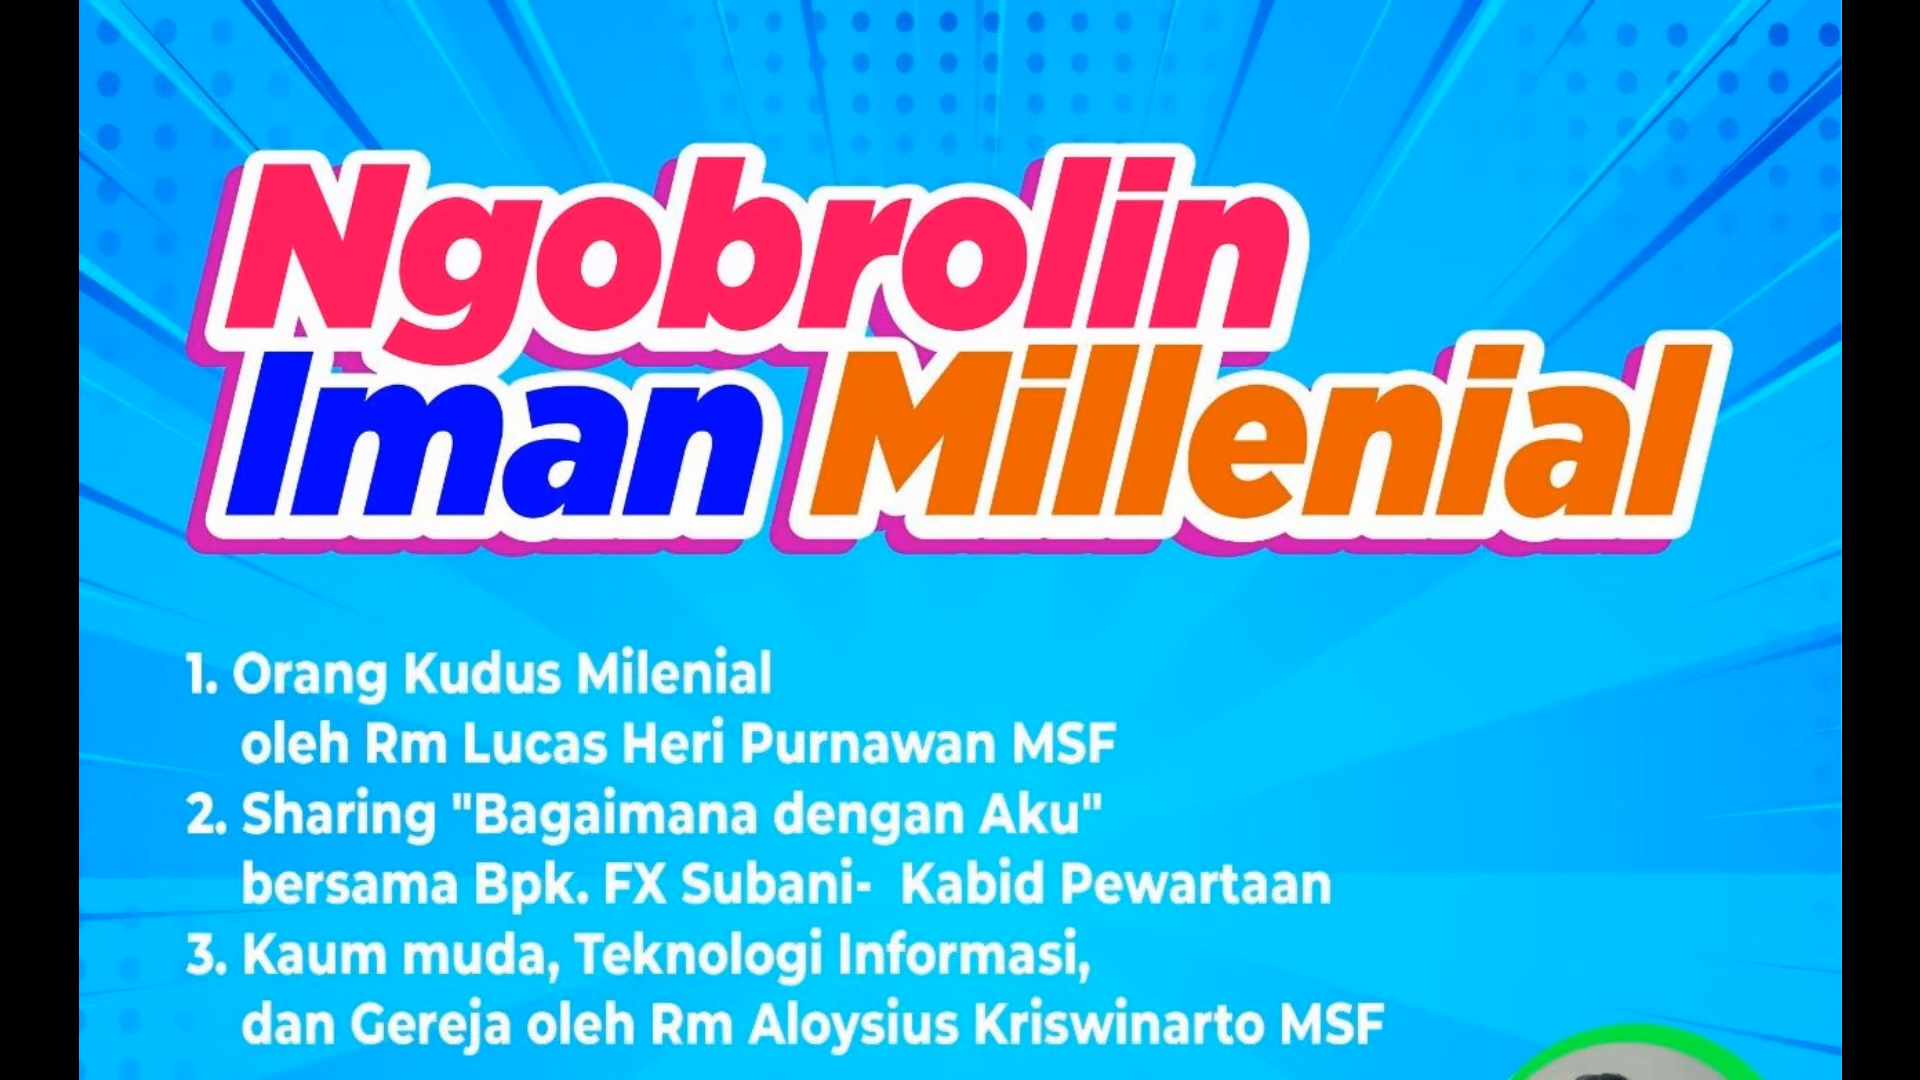 Ngobrolin
Iman Millenial
1. Orang Kudus Milenial
oleh Rm Lucas Heri Purnawan MSF
2. Sharing "Bagaimana dengan Aku"
bersama Bpk. FX Subani- Kabid Pewartaan
3. Kaum muda, Teknologi Informasi,
dan Gereja oleh Rm Aloysius Kriswinarto MSF